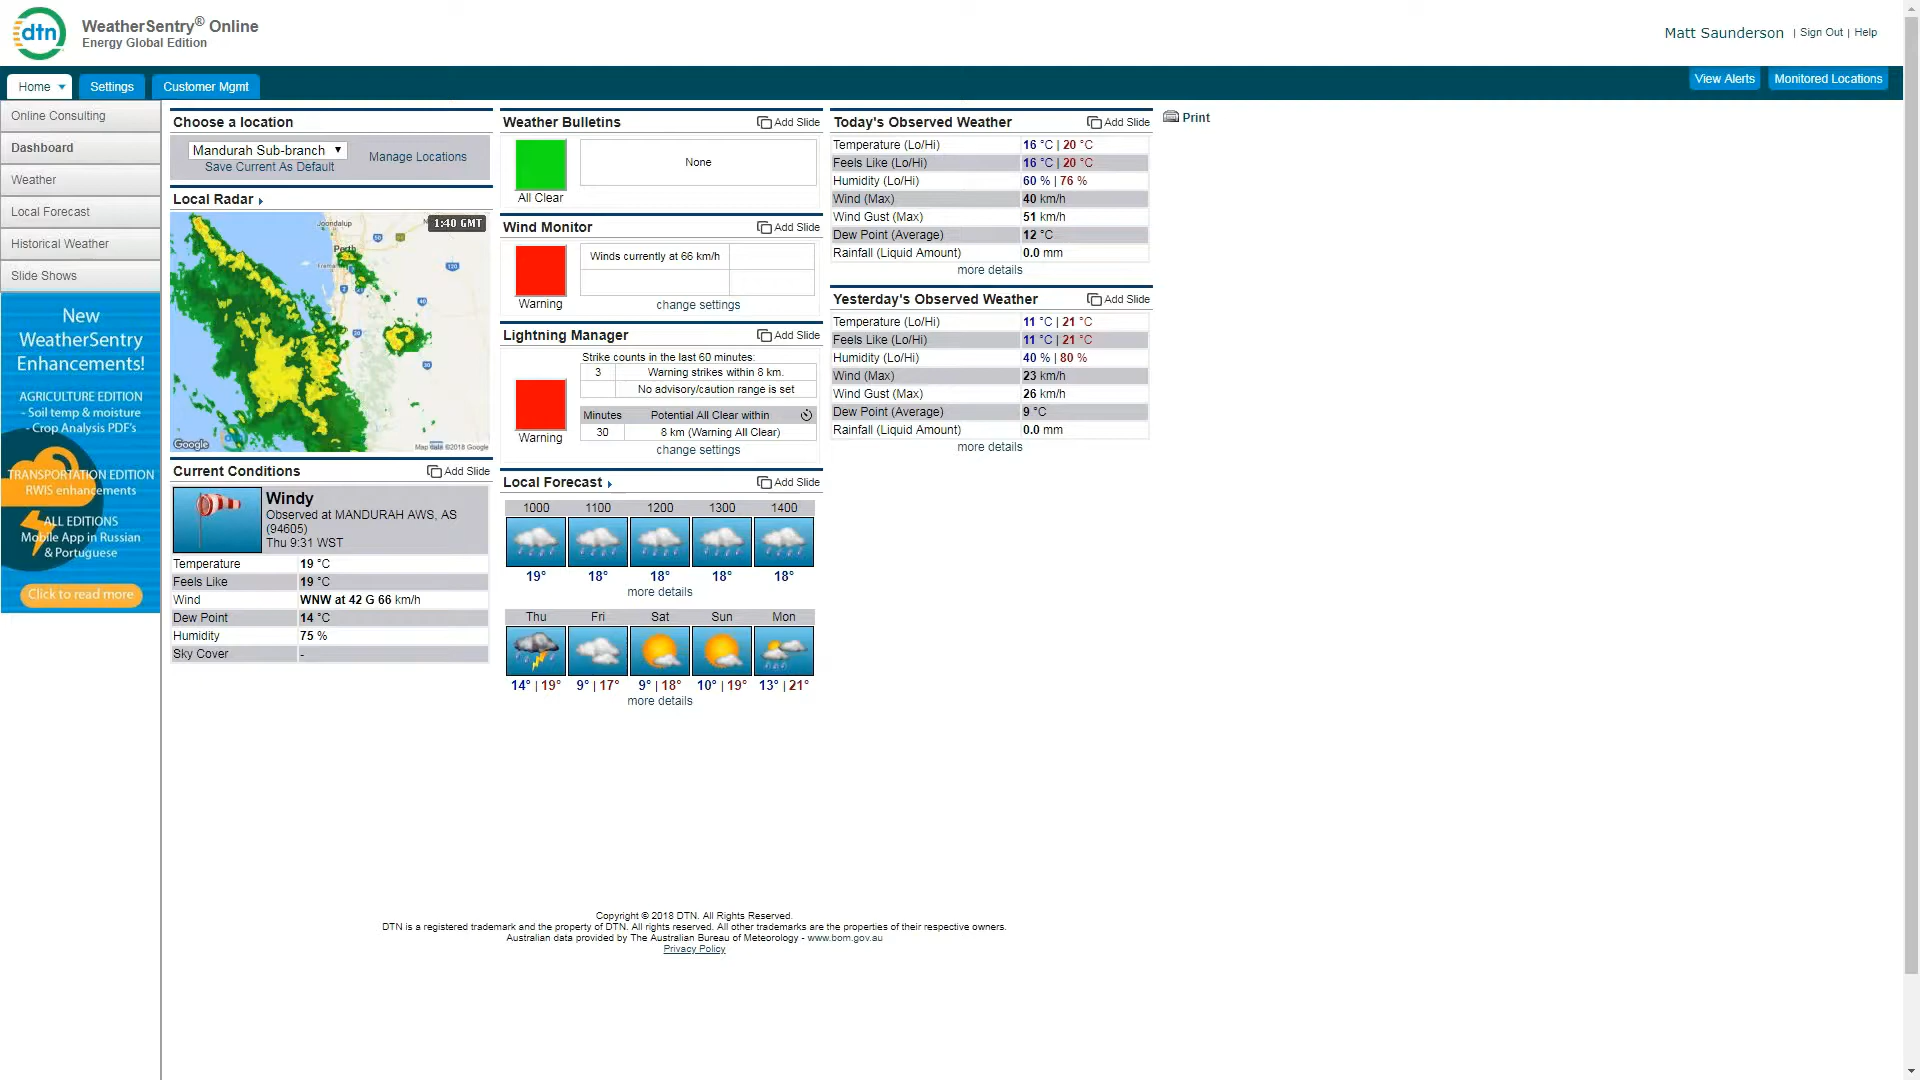 dtn
WeatherSentry® Online
Energy Global Edition
Matt Saunderson | Sign Out | Help
Home
Settings
Customer Mgmt
View Alerts
Monitored Locations
Online Consulting
Dashboard
Weather
Local Forecast
Historical Weather
Slide Shows
New
WeatherSentry
Enhancements!
AGRICULTURE EDITION
- Soil temp & moisture
- Crop Analysis PDF's
TRANSPORTATION EDITION
RWIS enhancements
ALL EDITIONS
Mobile App in Russian
& Portuguese
Click to read more
Choose a location
Mandurah Sub-branch
Save Current As Default
Manage Locations
Local Radar
1:40 GMT
Joondalup
Perth
Google
Map data ©2018 Google
Current Conditions
Add Slide
Windy
Observed at MANDURAH AWS, AS
(94605)
Thu 9:31 WST
Temperature 19 °C
Feels Like 19 °C
Wind WNW at 42 G 66 km/h
Dew Point 14 °C
Humidity 75 %
Sky Cover -
Weather Bulletins
Add Slide
None
All Clear
Wind Monitor
Add Slide
Winds currently at 66 km/h
Warning
change settings
Lightning Manager
Add Slide
Strike counts in the last 60 minutes:
3 Warning strikes within 8 km.
No advisory/caution range is set
Minutes Potential All Clear within
30 8 km (Warning All Clear)
Warning
change settings
Local Forecast
Add Slide
1000 1100 1200 1300 1400
19° 18° 18° 18° 18°
more details
Thu Fri Sat Sun Mon
14° | 19° 9° | 17° 9° | 18° 10° | 19° 13° | 21°
more details
Today's Observed Weather
Add Slide
Temperature (Lo/Hi) 16 °C | 20 °C
Feels Like (Lo/Hi) 16 °C | 20 °C
Humidity (Lo/Hi) 60 % | 76 %
Wind (Max) 40 km/h
Wind Gust (Max) 51 km/h
Dew Point (Average) 12 °C
Rainfall (Liquid Amount) 0.0 mm
more details
Yesterday's Observed Weather
Add Slide
Temperature (Lo/Hi) 11 °C | 21 °C
Feels Like (Lo/Hi) 11 °C | 21 °C
Humidity (Lo/Hi) 40 % | 80 %
Wind (Max) 23 km/h
Wind Gust (Max) 26 km/h
Dew Point (Average) 9 °C
Rainfall (Liquid Amount) 0.0 mm
more details
Print
Copyright © 2018 DTN. All Rights Reserved.
DTN is a registered trademark and the property of DTN. All rights reserved. All other trademarks are the properties of their respective owners.
Australian data provided by The Australian Bureau of Meteorology - www.bom.gov.au
Privacy Policy